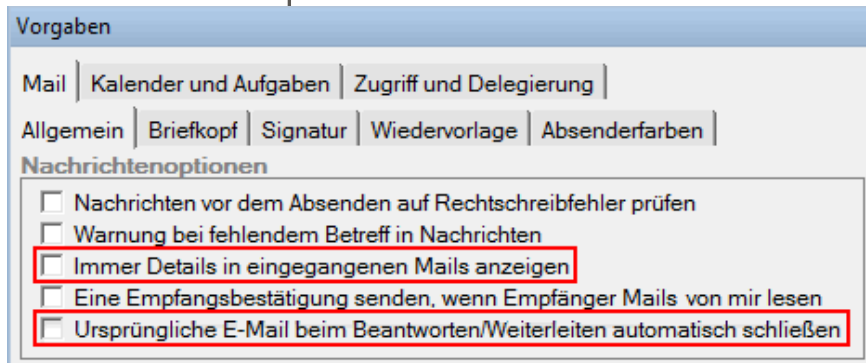 Vorgaben
Mail Kalender und Aufgaben Zugriff und Delegierung
Allgemein Briefkopf Signatur Wiedervorlage Absenderfarben
Nachrichtenoptionen
Nachrichten vor dem Absenden auf Rechtschreibfehler prüfen
Warnung bei fehlendem Betreff in Nachrichten
Immer Details in eingegangenen Mails anzeigen
Eine Empfangsbestätigung senden, wenn Empfänger Mails von mir lesen
Ursprüngliche E-Mail beim Beantworten/Weiterleiten automatisch schließen